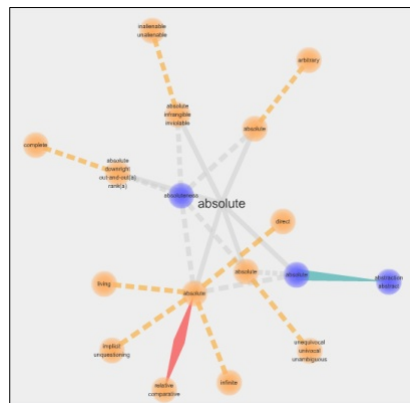 inalienable
unalienable
arbitrary
absolute
intangible
inviolable
absolute
complete
absolute
downright
out-and-out(a)
rank(a)
absoluteness
absolute
direct
absolute
absolute
abstraction
abstract
living
absolute
implicit
unquestioning
unequivocal
univocal
unambiguous
relative
comparative
infinite